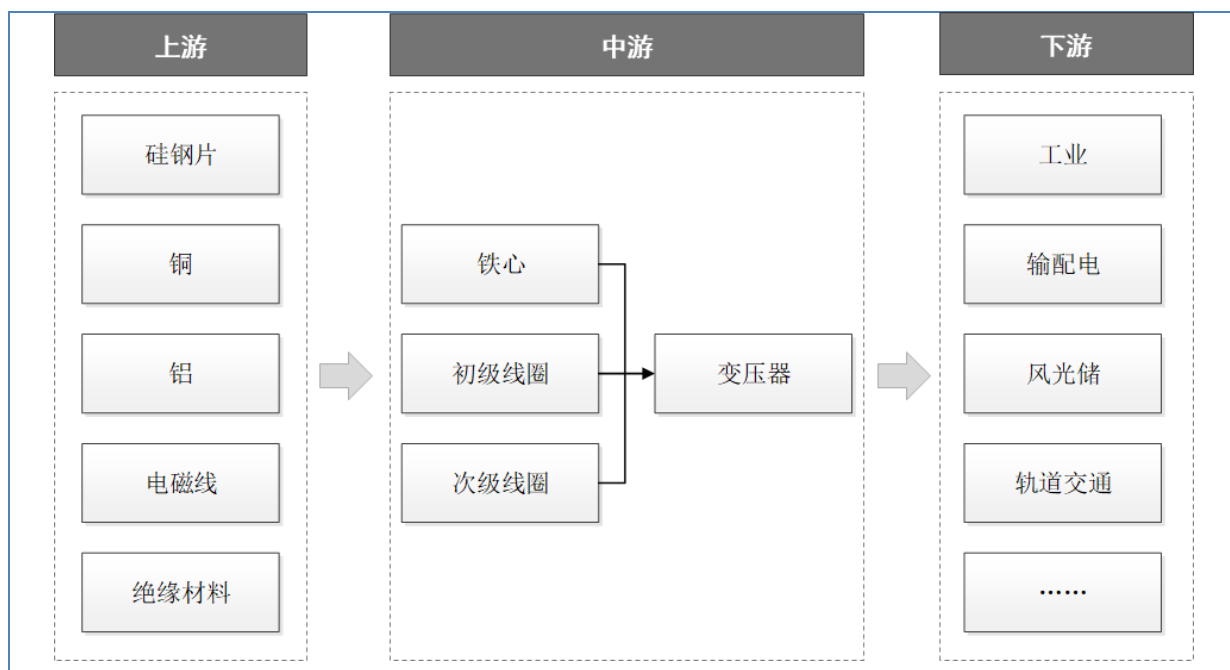 上游
中游
下游
硅钢片
铜
铝
电磁线
绝缘材料
铁心
初级线圈
次级线圈
变压器
工业
输配电
风光储
轨道交通
……